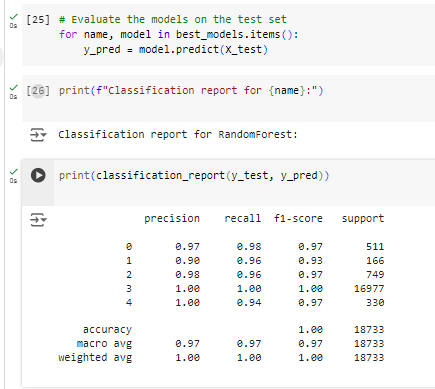 [25] # Evaluate the models on the test set
for name, model in best_models.items():
y_pred = model.predict(X_test)
0s
[26] print(f"Classification report for {name}:")
0s
Classification report for RandomForest:
print(classification_report(y_test, y_pred))
0s
precision recall f1-score support
0 0.97 0.98 0.97 511
1 0.90 0.96 0.93 166
2 0.98 0.96 0.97 749
3 1.00 1.00 1.00 16977
4 1.00 0.94 0.97 330
accuracy 1.00 18733
macro avg 0.97 0.97 0.97 18733
weighted avg 1.00 1.00 1.00 18733